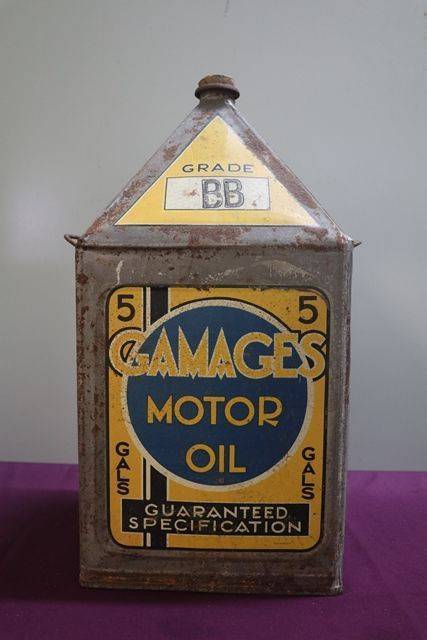 GRADE
BB
5 5
GAMAGES
MOTOR
OIL
GALS GALS
GUARANTEED
SPECIFICATION